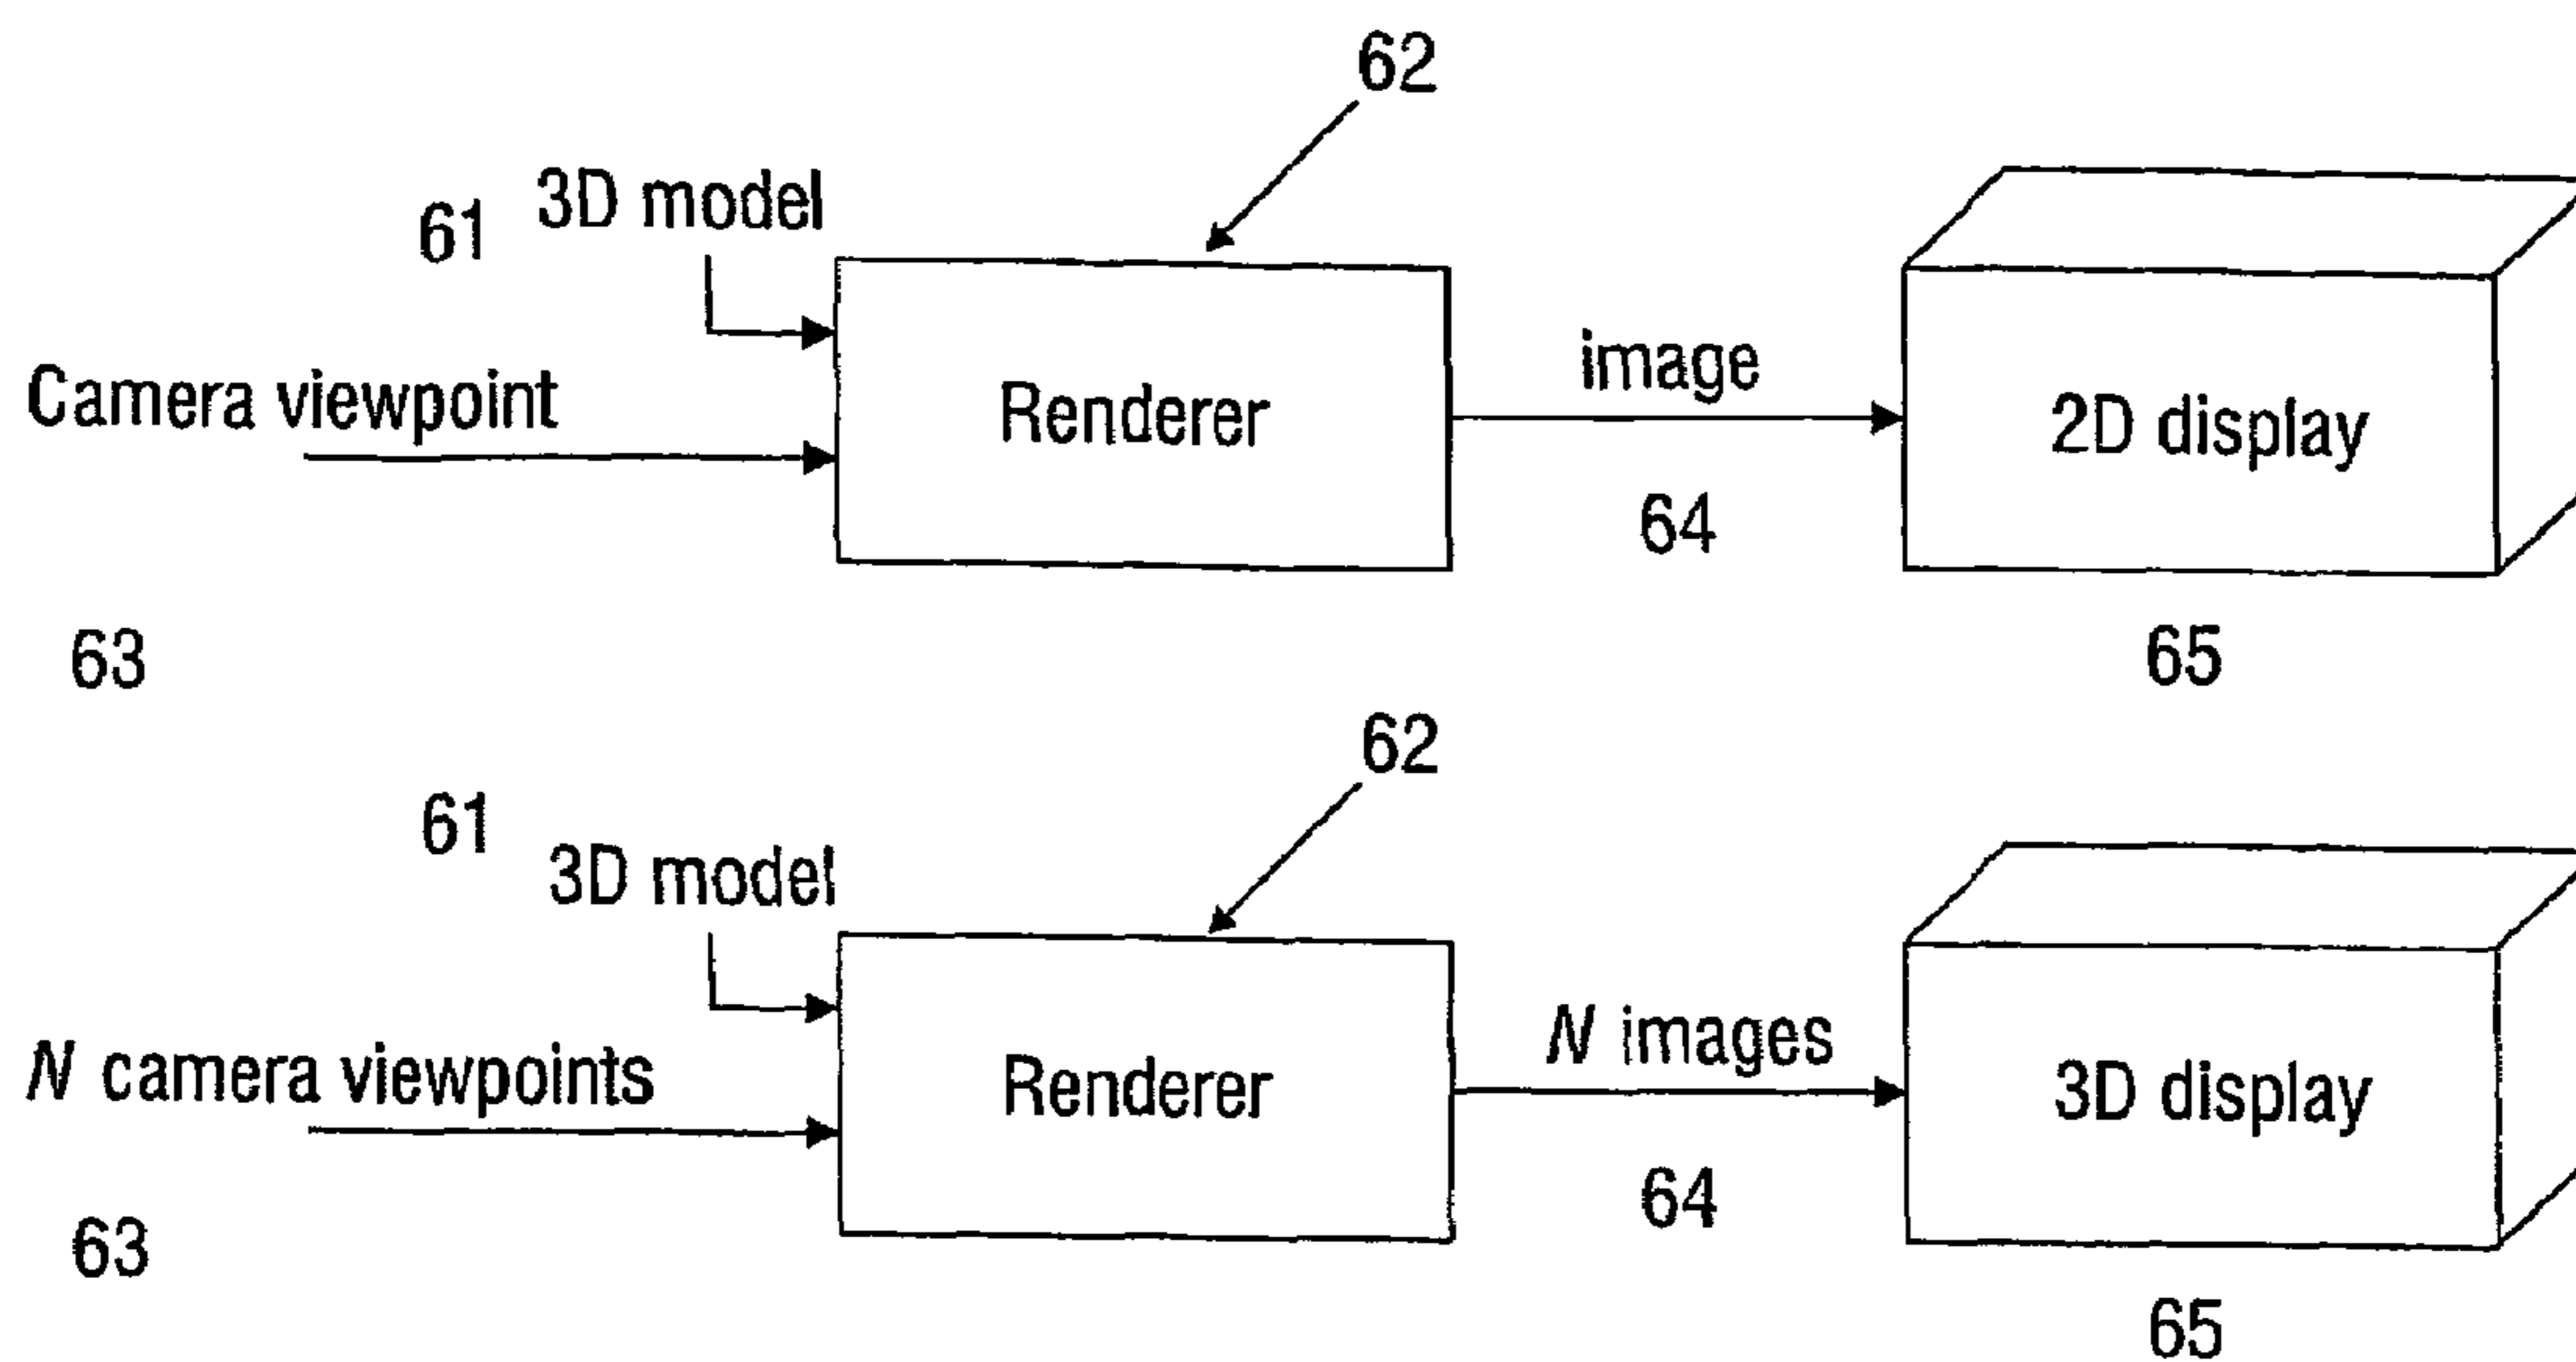 62
61
3D model
Camera viewpoint
Renderer
image
2D display
64
63
65
62
61
3D model
N camera viewpoints
Renderer
N images
3D display
64
63
65